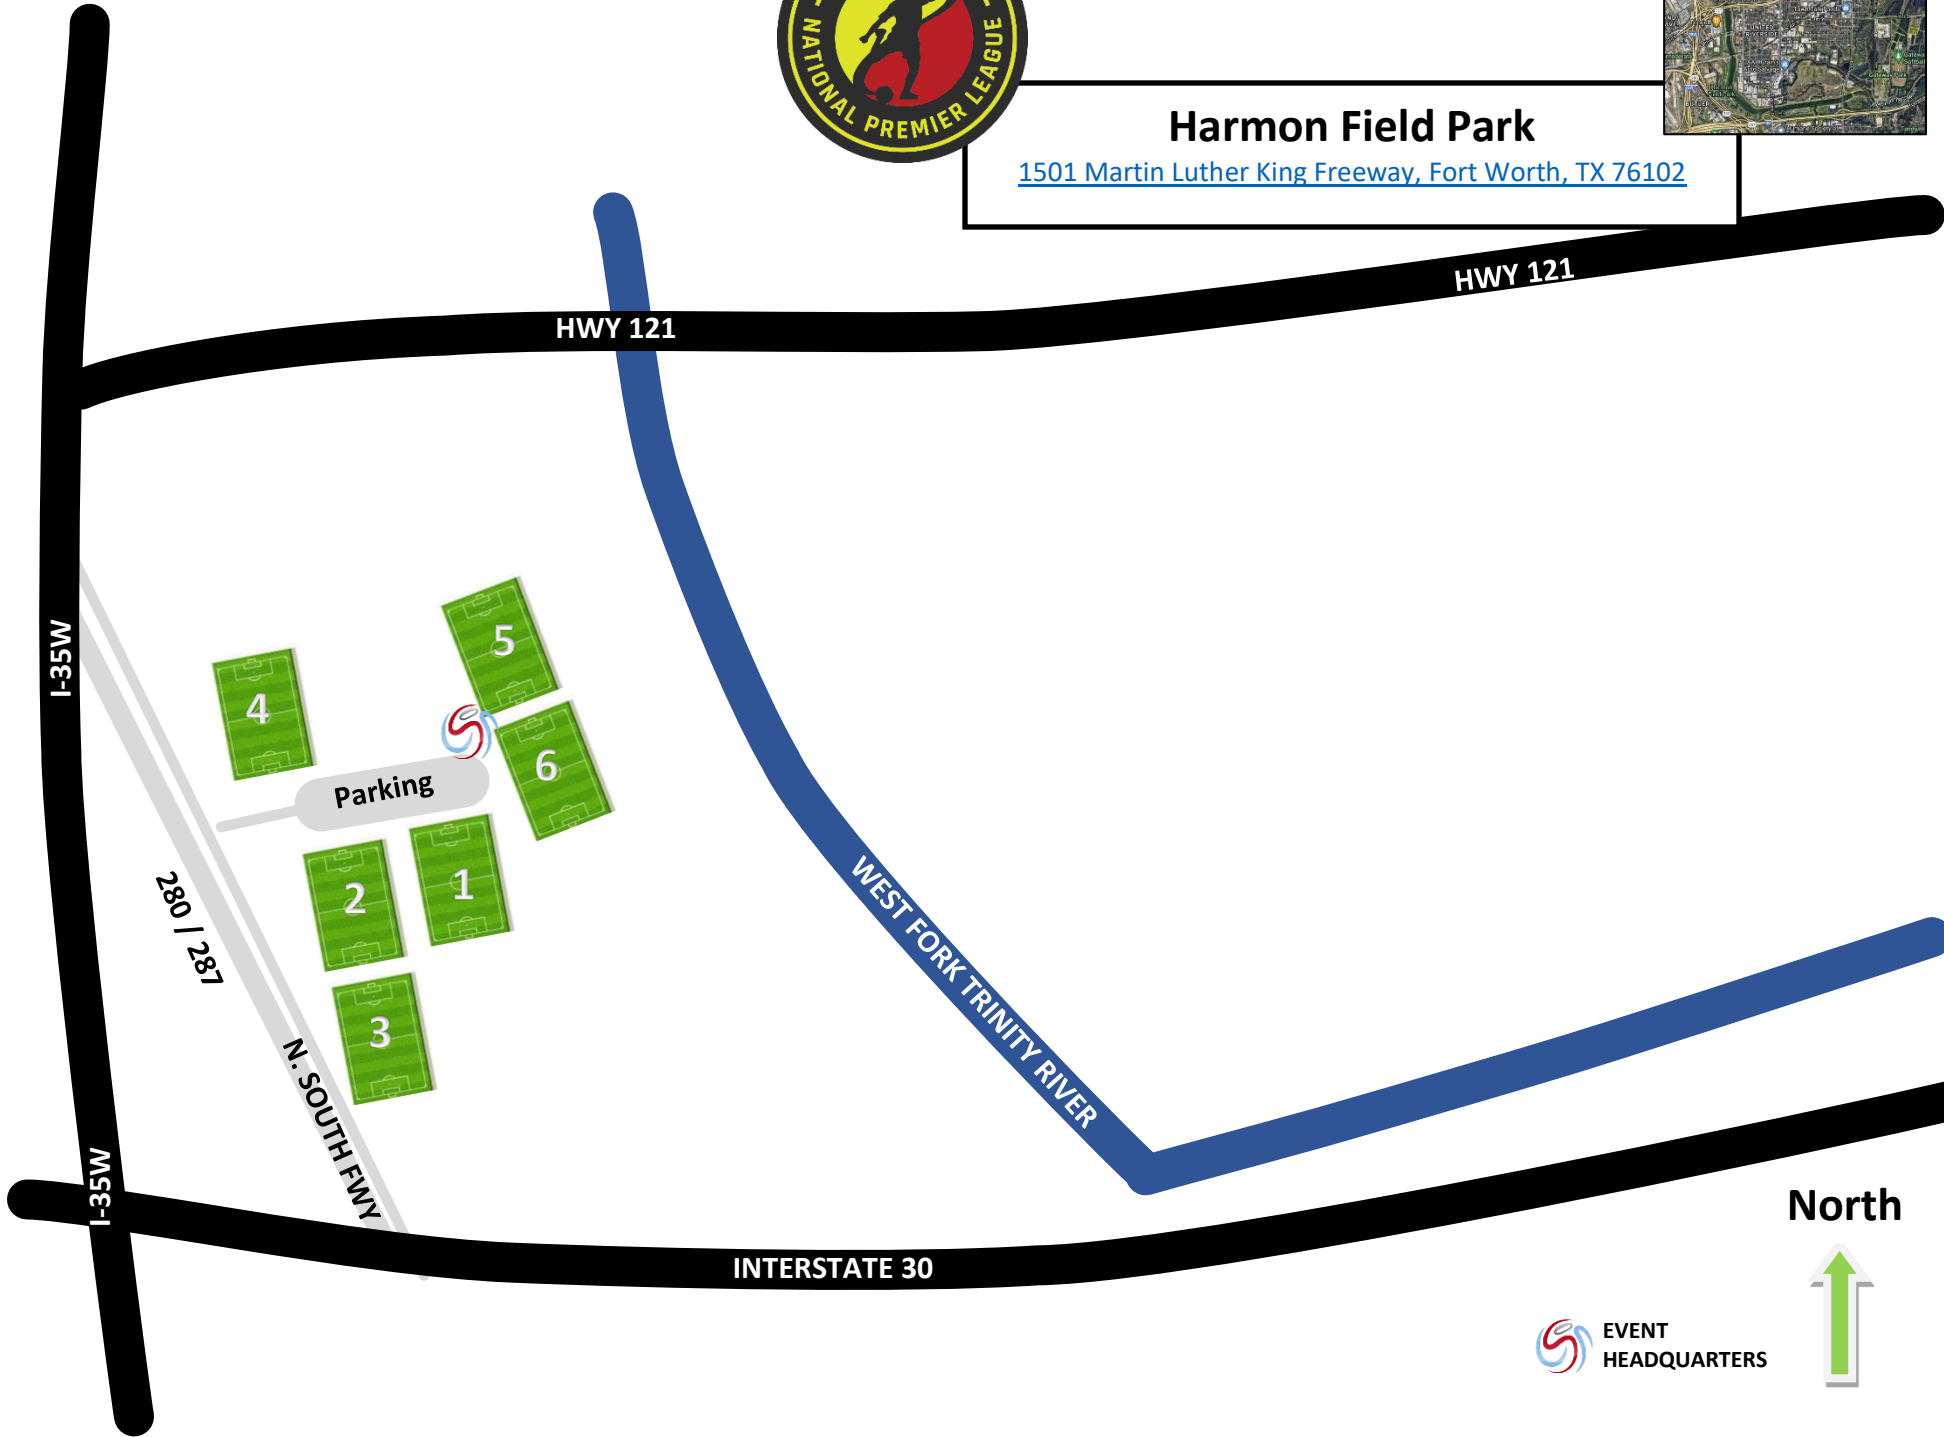 NATIONAL PREMIER LEAGUE
Harmon Field Park
1501 Martin Luther King Freeway, Fort Worth, TX 76102
HWY 121
HWY 121
I-35W
5
4
6
Parking
2
1
3
280 / 287
N. SOUTH FWY
WEST FORK TRINITY RIVER
I-35W
INTERSTATE 30
North
EVENT
HEADQUARTERS